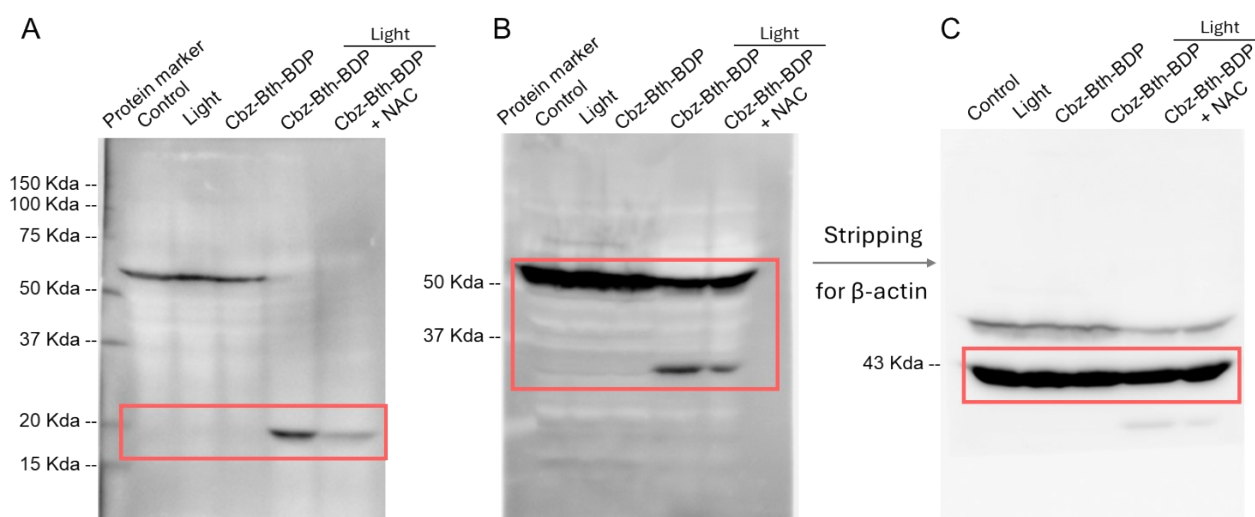 A
Protein marker
Control
Light
Cbz-Bth-BDP
Light
Cbz-Bth-BDP
Cbz-Bth-BDP
+ NAC
150 Kda --
100 Kda --
75 Kda --
50 Kda --
37 Kda --
20 Kda --
15 Kda --
B
Protein marker
Control
Light
Cbz-Bth-BDP
Light
Cbz-Bth-BDP
Cbz-Bth-BDP
+ NAC
50 Kda --
37 Kda --
Stripping
for β-actin
C
Control
Light
Cbz-Bth-BDP
Light
Cbz-Bth-BDP
Cbz-Bth-BDP
+ NAC
43 Kda --